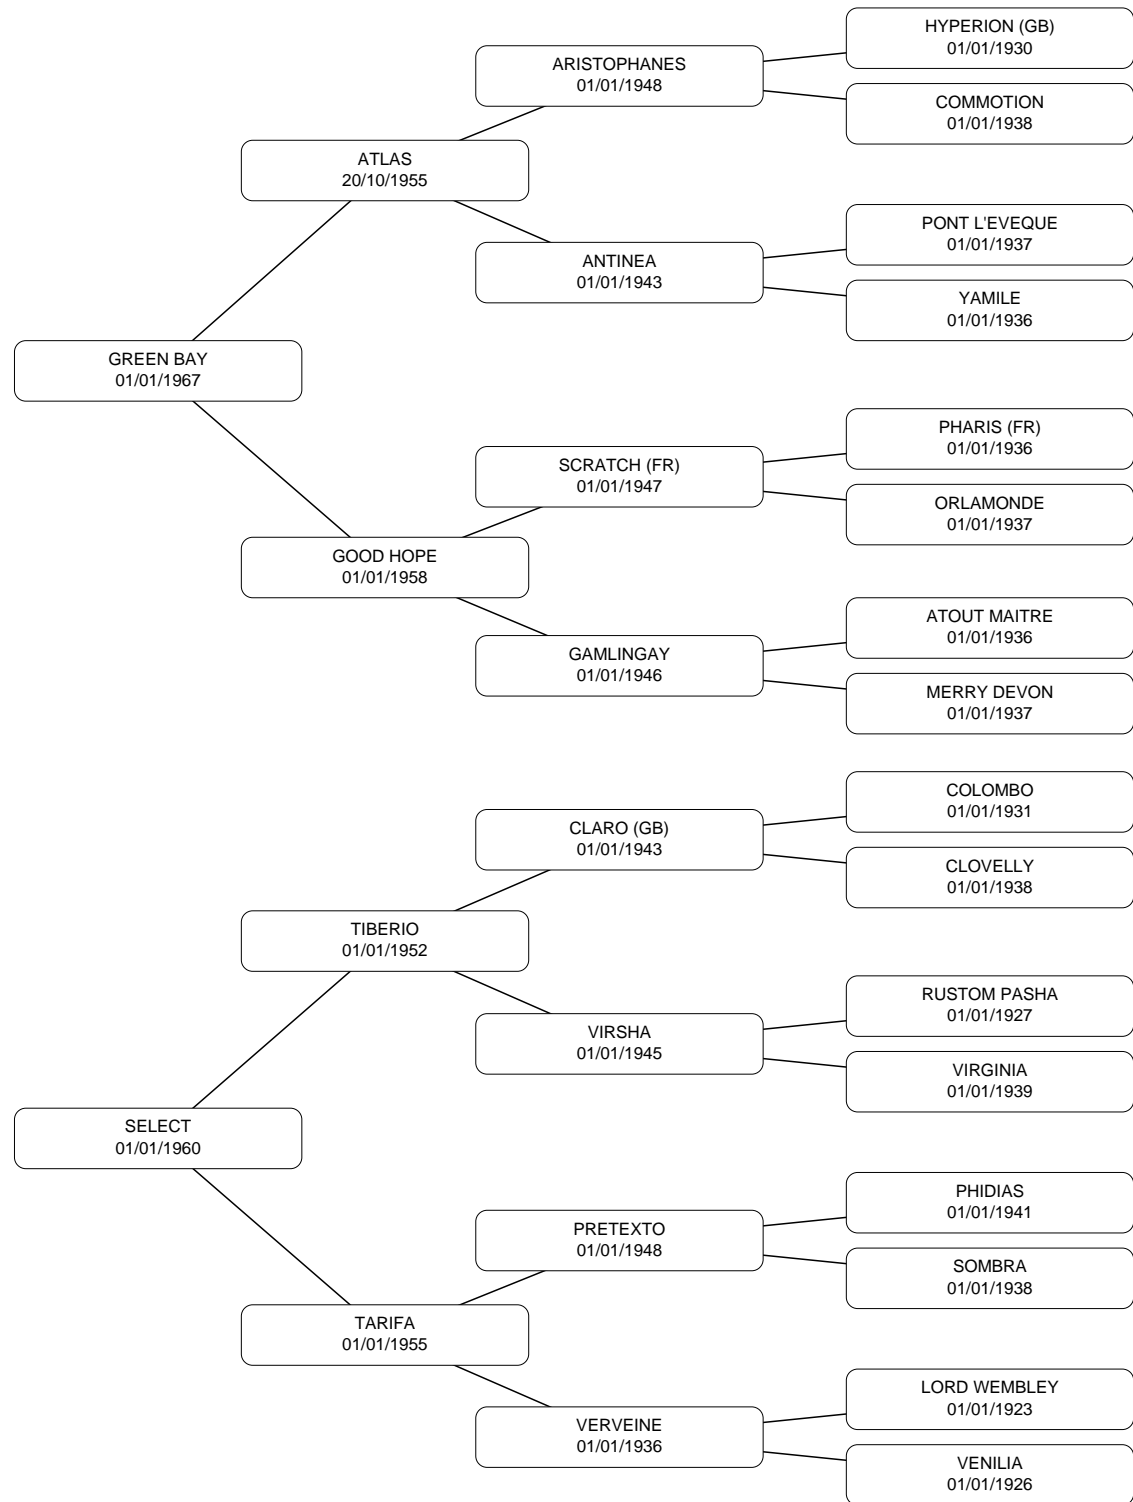 HYPERION (GB)
01/01/1930
ARISTOPHANES
01/01/1948
COMMOTION
01/01/1938
ATLAS
20/10/1955
PONT L'EVEQUE
01/01/1937
ANTINEA
01/01/1943
YAMILE
01/01/1936
GREEN BAY
01/01/1967
PHARIS (FR)
01/01/1936
SCRATCH (FR)
01/01/1947
ORLAMONDE
01/01/1937
GOOD HOPE
01/01/1958
ATOUT MAITRE
01/01/1936
GAMLINGAY
01/01/1946
MERRY DEVON
01/01/1937
COLOMBO
01/01/1931
CLARO (GB)
01/01/1943
CLOVELLY
01/01/1938
TIBERIO
01/01/1952
RUSTOM PASHA
01/01/1927
VIRSHA
01/01/1945
VIRGINIA
01/01/1939
SELECT
01/01/1960
PHIDIAS
01/01/1941
PRETEXTO
01/01/1948
SOMBRA
01/01/1938
TARIFA
01/01/1955
LORD WEMBLEY
01/01/1923
VERVEINE
01/01/1936
VENILIA
01/01/1926